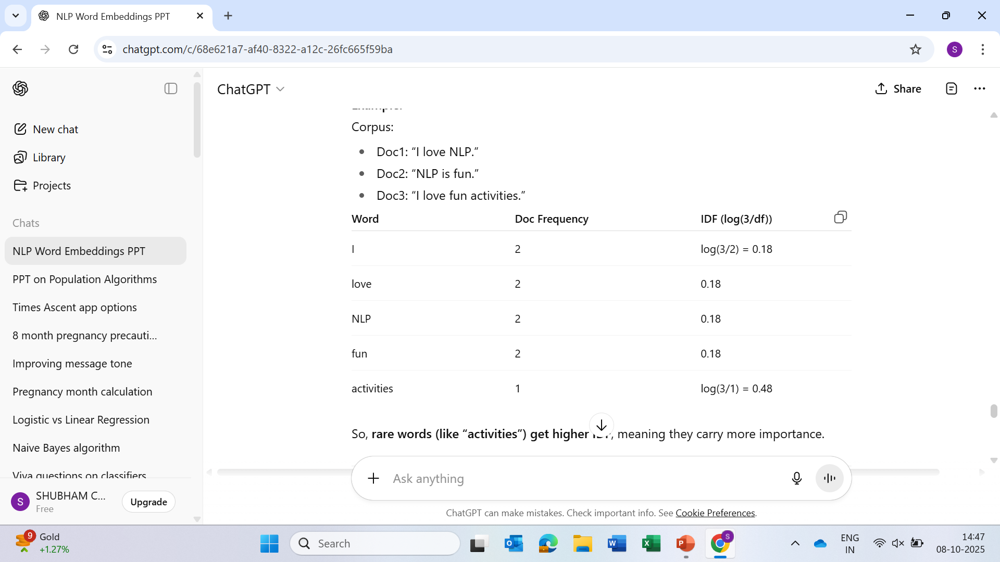 NLP Word Embeddings PPT
chatgpt.com/c/68e621a7-af40-8322-a12c-26fc665f59ba
S
ChatGPT
Share
New chat
Library
Projects
Chats
NLP Word Embeddings PPT
PPT on Population Algorithms
Times Ascent app options
8 month pregnancy precauti...
Improving message tone
Pregnancy month calculation
Logistic vs Linear Regression
Naive Bayes algorithm
Viva questions on classifiers
S
SHUBHAM C...
Free
Upgrade
Example:
Corpus:
Doc1: “I love NLP.”
Doc2: “NLP is fun.”
Doc3: “I love fun activities.”
Word Doc Frequency IDF (log(3/df))
I 2 log(3/2) = 0.18
love 2 0.18
NLP 2 0.18
fun 2 0.18
activities 1 log(3/1) = 0.48
So, rare words (like “activities”) get higher IDF, meaning they carry more importance.
Ask anything
ChatGPT can make mistakes. Check important info. See Cookie Preferences.
9
Gold
+1.27%
Search
S
ENG
IN
14:47
08-10-2025